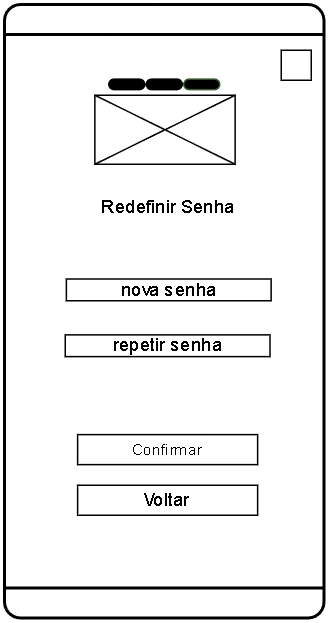 Redefinir Senha
nova senha
repetir senha
Confirmar
Voltar